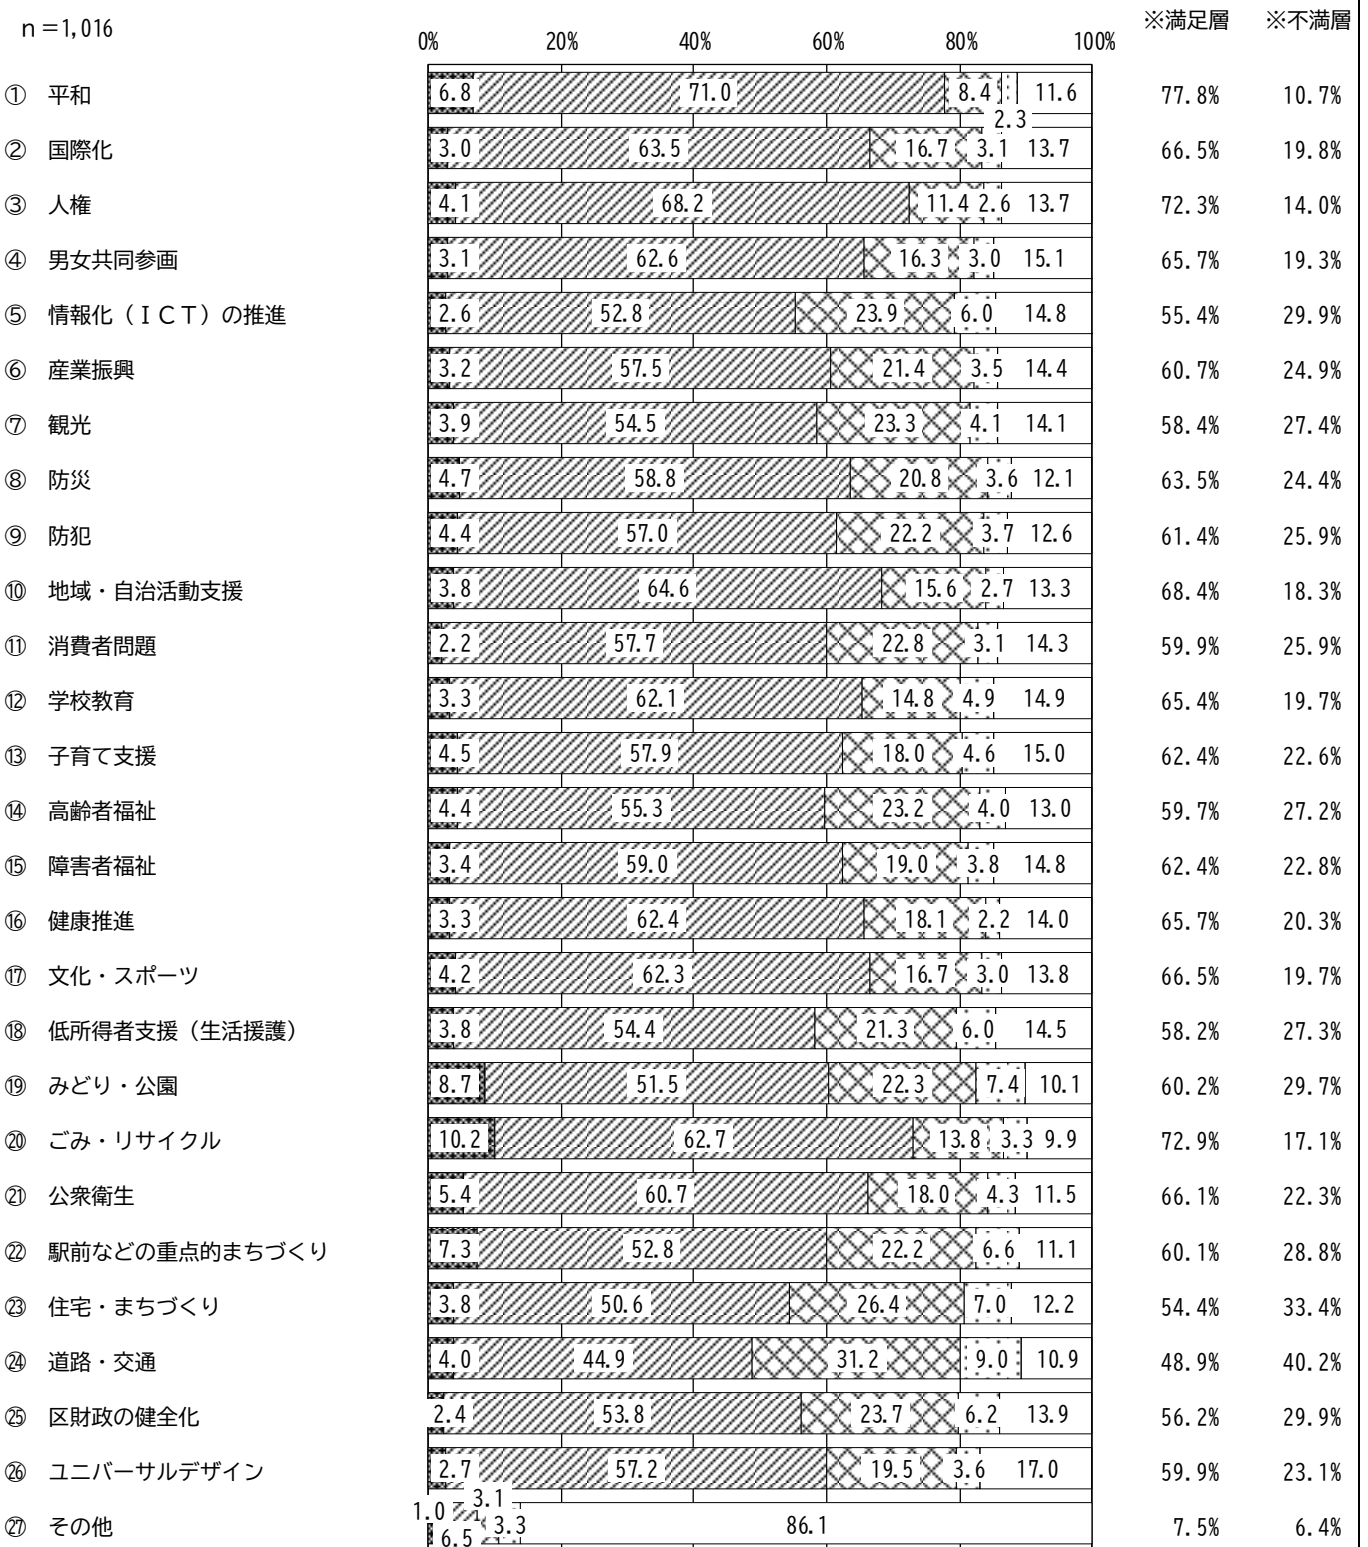 n＝1,016
※満足層 ※不満層
0% 20% 40% 60% 80% 100%
① 平和 6.8 71.0 8.4 2.3 11.6 77.8% 10.7%
② 国際化 3.0 63.5 16.7 3.1 13.7 66.5% 19.8%
③ 人権 4.1 68.2 11.4 2.6 13.7 72.3% 14.0%
④ 男女共同参画 3.1 62.6 16.3 3.0 15.1 65.7% 19.3%
⑤ 情報化（ＩＣＴ）の推進 2.6 52.8 23.9 6.0 14.8 55.4% 29.9%
⑥ 産業振興 3.2 57.5 21.4 3.5 14.4 60.7% 24.9%
⑦ 観光 3.9 54.5 23.3 4.1 14.1 58.4% 27.4%
⑧ 防災 4.7 58.8 20.8 3.6 12.1 63.5% 24.4%
⑨ 防犯 4.4 57.0 22.2 3.7 12.6 61.4% 25.9%
⑩ 地域・自治活動支援 3.8 64.6 15.6 2.7 13.3 68.4% 18.3%
⑪ 消費者問題 2.2 57.7 22.8 3.1 14.3 59.9% 25.9%
⑫ 学校教育 3.3 62.1 14.8 4.9 14.9 65.4% 19.7%
⑬ 子育て支援 4.5 57.9 18.0 4.6 15.0 62.4% 22.6%
⑭ 高齢者福祉 4.4 55.3 23.2 4.0 13.0 59.7% 27.2%
⑮ 障害者福祉 3.4 59.0 19.0 3.8 14.8 62.4% 22.8%
⑯ 健康推進 3.3 62.4 18.1 2.2 14.0 65.7% 20.3%
⑰ 文化・スポーツ 4.2 62.3 16.7 3.0 13.8 66.5% 19.7%
⑱ 低所得者支援（生活援護） 3.8 54.4 21.3 6.0 14.5 58.2% 27.3%
⑲ みどり・公園 8.7 51.5 22.3 7.4 10.1 60.2% 29.7%
⑳ ごみ・リサイクル 10.2 62.7 13.8 3.3 9.9 72.9% 17.1%
㉑ 公衆衛生 5.4 60.7 18.0 4.3 11.5 66.1% 22.3%
㉒ 駅前などの重点的まちづくり 7.3 52.8 22.2 6.6 11.1 60.1% 28.8%
㉓ 住宅・まちづくり 3.8 50.6 26.4 7.0 12.2 54.4% 33.4%
㉔ 道路・交通 4.0 44.9 31.2 9.0 10.9 48.9% 40.2%
㉕ 区財政の健全化 2.4 53.8 23.7 6.2 13.9 56.2% 29.9%
㉖ ユニバーサルデザイン 2.7 57.2 19.5 3.6 17.0 59.9% 23.1%
㉗ その他 1.0 6.5 3.1 3.3 86.1 7.5% 6.4%